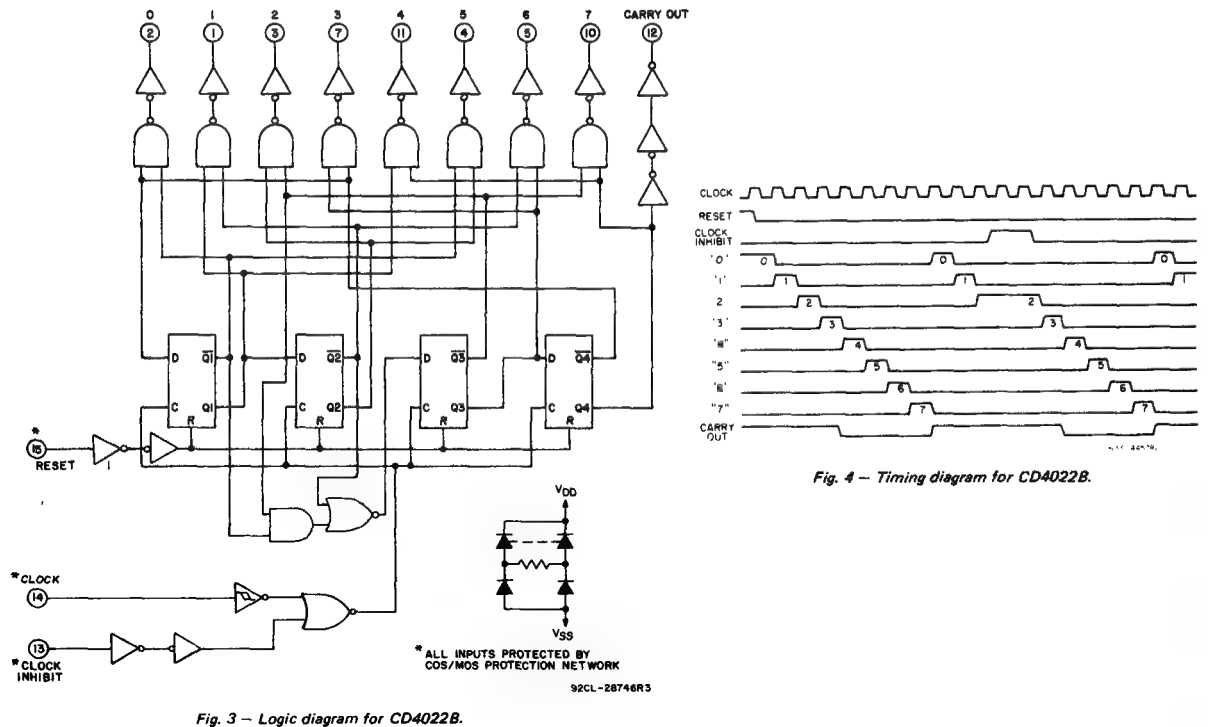 0 1 2 3 4 5 6 7 CARRY OUT
2 1 3 7 11 4 5 10 12
D Q1 D Q2 D Q3 D Q4
C Q1 C Q2 C Q3 C Q4
R R R R
*
15
RESET
1
* CLOCK
14
13
* CLOCK
INHIBIT
VDD
VSS
* ALL INPUTS PROTECTED BY
COS/MOS PROTECTION NETWORK
92CL-28746R3
Fig. 3 — Logic diagram for CD4022B.
CLOCK
RESET
CLOCK
INHIBIT
"0" 0 0 0
"1" 1 1 1
2 2 2
"3" 3 3
4 4
"5" 5 5
6 6
"7" 7 7
CARRY
OUT
Fig. 4 — Timing diagram for CD4022B.